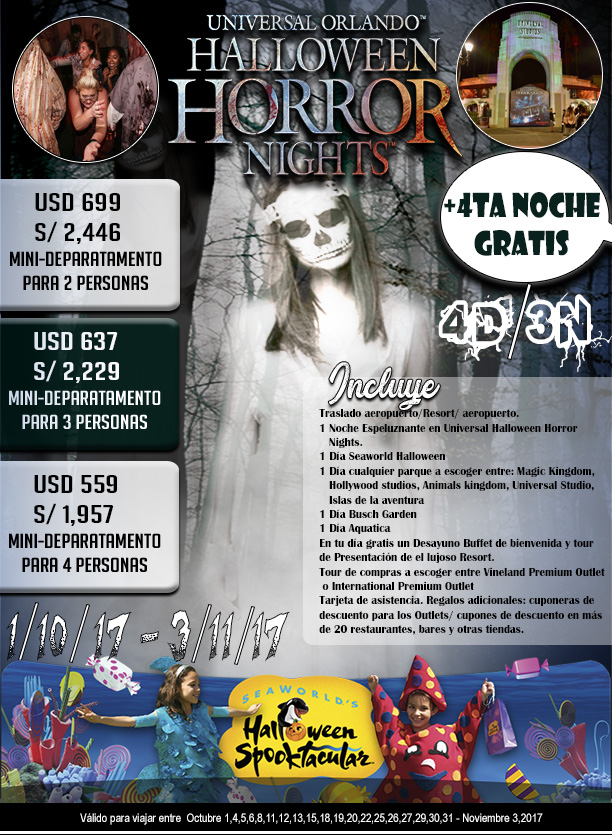 UNIVERSAL ORLANDO™
HALLOWEEN
HORROR
NIGHTS™
+4TA NOCHE
GRATIS
USD 699
S/ 2,446
MINI-DEPARATAMENTO
PARA 2 PERSONAS
4D/3N
USD 637
S/ 2,229
MINI-DEPARATAMENTO
PARA 3 PERSONAS
USD 559
S/ 1,957
MINI-DEPARATAMENTO
PARA 4 PERSONAS
Incluye
Traslado aeropuerto/Resort/ aeropuerto.
1 Noche Espeluznante en Universal Halloween Horror
Nights.
1 Día Seaworld Halloween
1 Día cualquier parque a escoger entre: Magic Kingdom,
Hollywood studios, Animals kingdom, Universal Studio,
Islas de la aventura
1 Día Busch Garden
1 Día Aquatica
En tu día gratis un Desayuno Buffet de bienvenida y tour
de Presentación de el lujoso Resort.
Tour de compras a escoger entre Vineland Premium Outlet
o International Premium Outlet
Tarjeta de asistencia. Regalos adicionales: cuponeras de
descuento para los Outlets/ cupones de descuento en más
de 20 restaurantes, bares y otras tiendas.
1/10/17 - 3/11/17
SEAWORLD'S
Halloween
Spooktacular
Válido para viajar entre Octubre 1,4,5,6,8,11,12,13,15,18,19,20,22,25,26,27,29,30,31 - Noviembre 3,2017